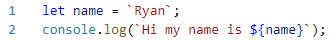 1 let name = `Ryan`;
2 console.log(`Hi my name is ${name}`);